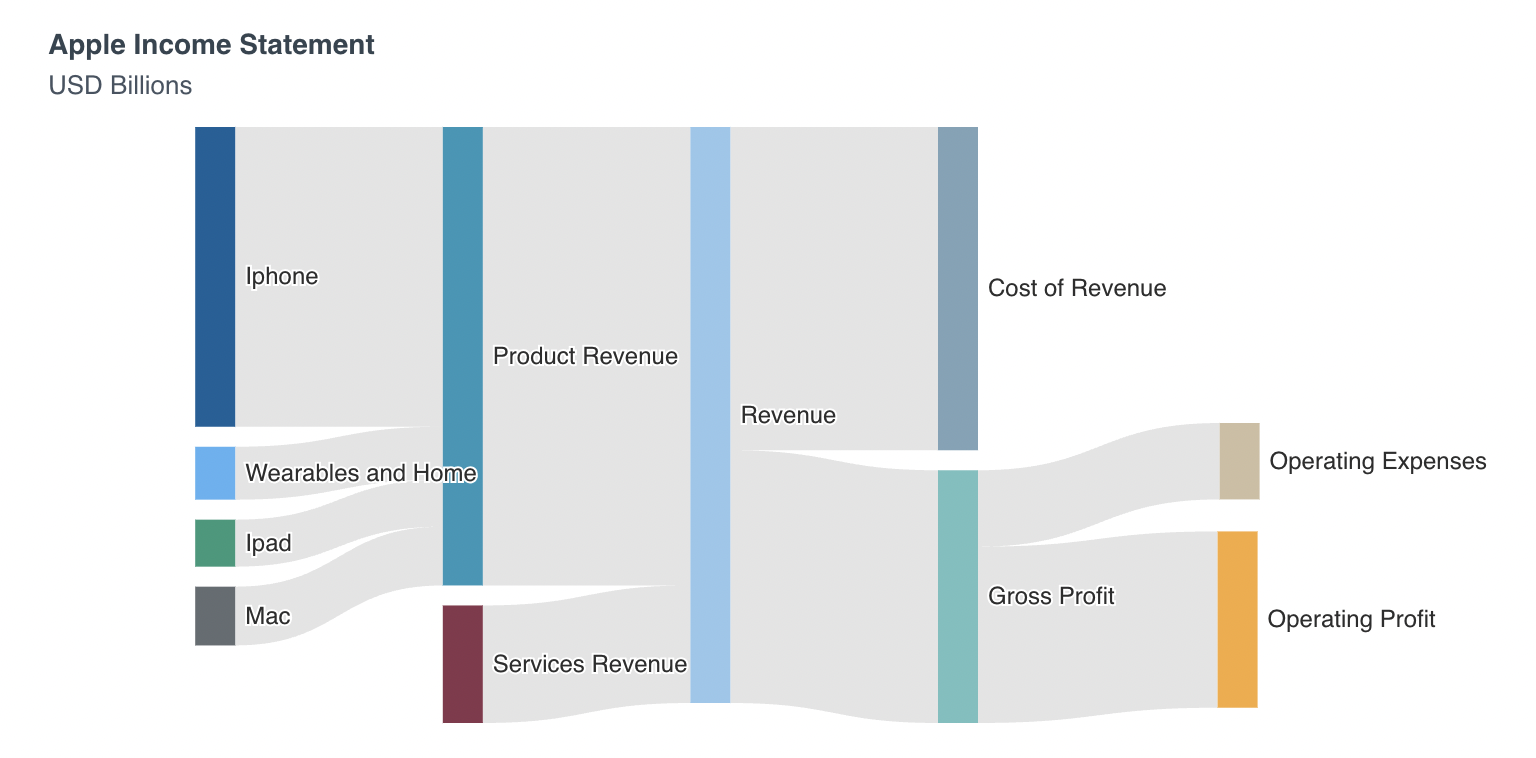 Apple Income Statement
USD Billions
Iphone
Wearables and Home
Ipad
Mac
Product Revenue
Services Revenue
Revenue
Cost of Revenue
Gross Profit
Operating Expenses
Operating Profit